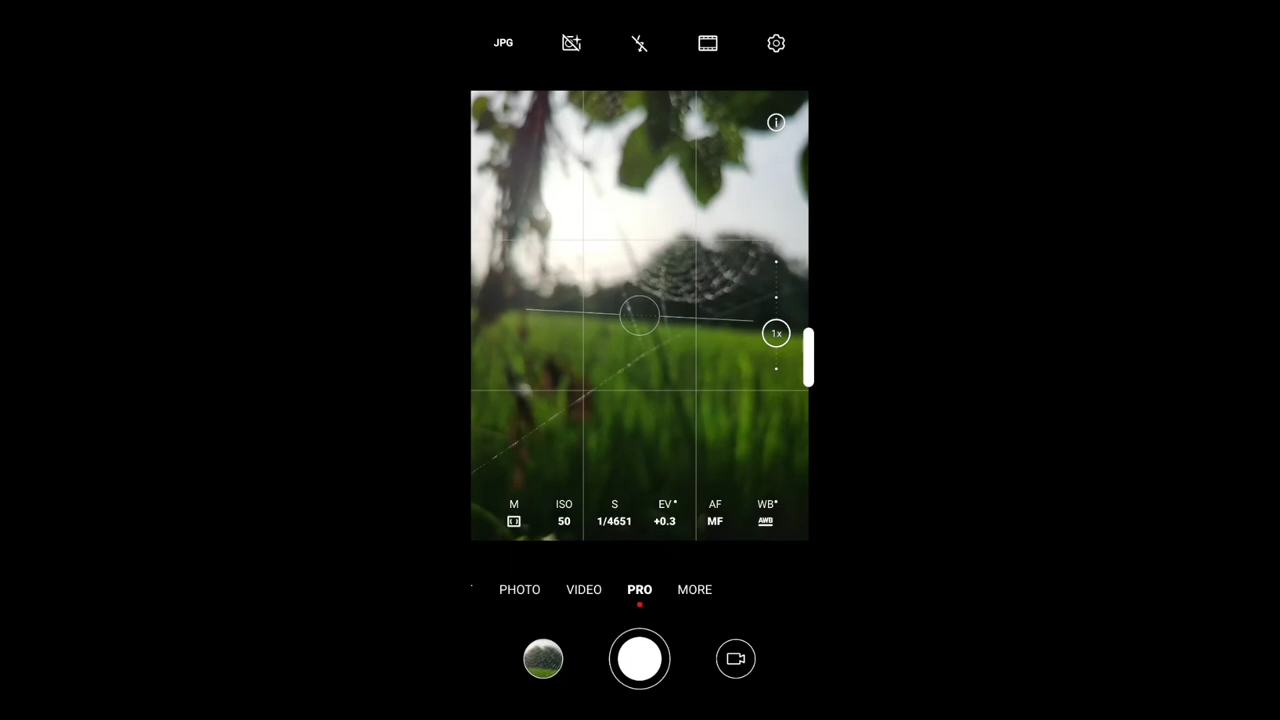 JPG
1x
M ISO S EV• AF WB•
50 1/4651 +0.3 MF AWB
PHOTO VIDEO PRO MORE